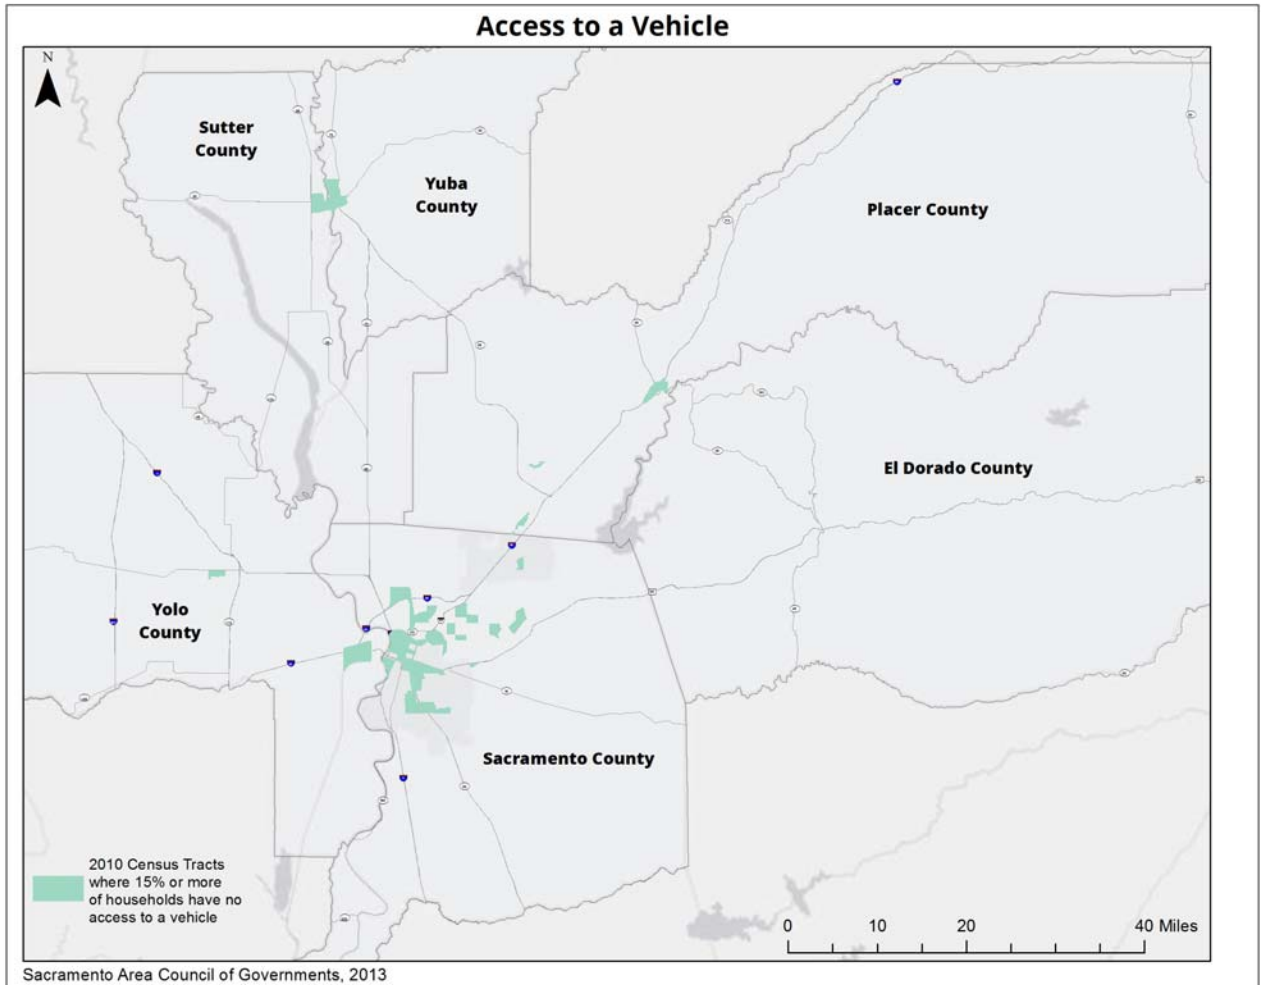 Access to a Vehicle
N
Sutter
County
Yuba
County
Placer County
El Dorado County
Yolo
County
Sacramento County
2010 Census Tracts
where 15% or more
of households have no
access to a vehicle
0 10 20 40 Miles
Sacramento Area Council of Governments, 2013